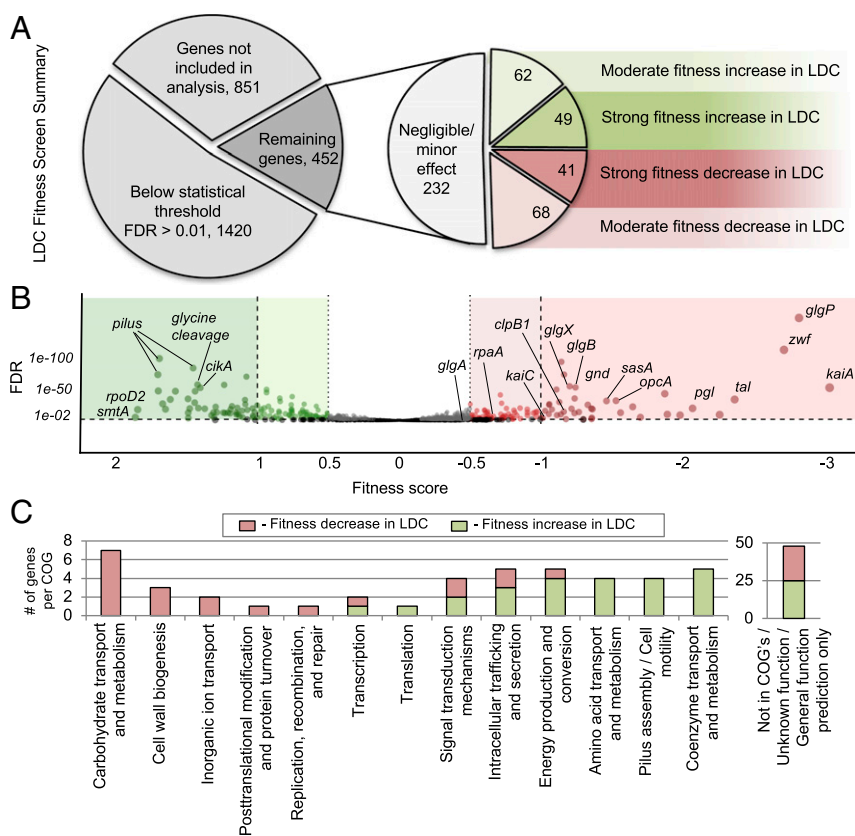 A
LDC Fitness Screen Summary
Genes not
included in
analysis, 851
Remaining
genes, 452
Below statistical
threshold
FDR > 0.01, 1420
Negligible/
minor
effect
232
62
49
41
68
Moderate fitness increase in LDC
Strong fitness increase in LDC
Strong fitness decrease in LDC
Moderate fitness decrease in LDC
B
FDR
1e-100
1e-50
1e-02
pilus
glycine
cleavage
cikA
rpoD2
smtA
glgA
rpaA
kaiC
clpB1
glgX
glgB
gnd
sasA
opcA
pgl
tal
zwf
glgP
kaiA
2
1
0.5
0
-0.5
-1
-2
-3
Fitness score
C
- Fitness decrease in LDC
- Fitness increase in LDC
# of genes
per COG
8
6
4
2
0
50
25
0
Carbohydrate transport
and metabolism
Cell wall biogenesis
Inorganic ion transport
Posttranslational modification
and protein turnover
Replication, recombination,
and repair
Transcription
Translation
Signal transduction
mechanisms
Intracellular trafficking
and secretion
Energy production and
conversion
Amino acid transport
and metabolism
Pilus assembly / Cell
motility
Coenzyme transport
and metabolism
Not in COG's /
Unknown function /
General function
prediction only